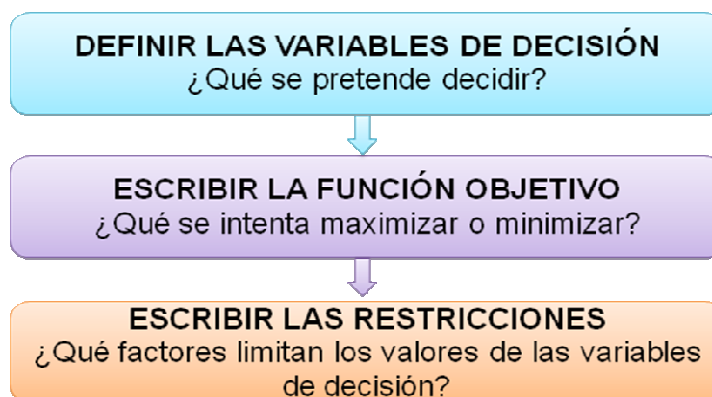 DEFINIR LAS VARIABLES DE DECISIÓN
¿Qué se pretende decidir?
ESCRIBIR LA FUNCIÓN OBJETIVO
¿Qué se intenta maximizar o minimizar?
ESCRIBIR LAS RESTRICCIONES
¿Qué factores limitan los valores de las variables
de decisión?